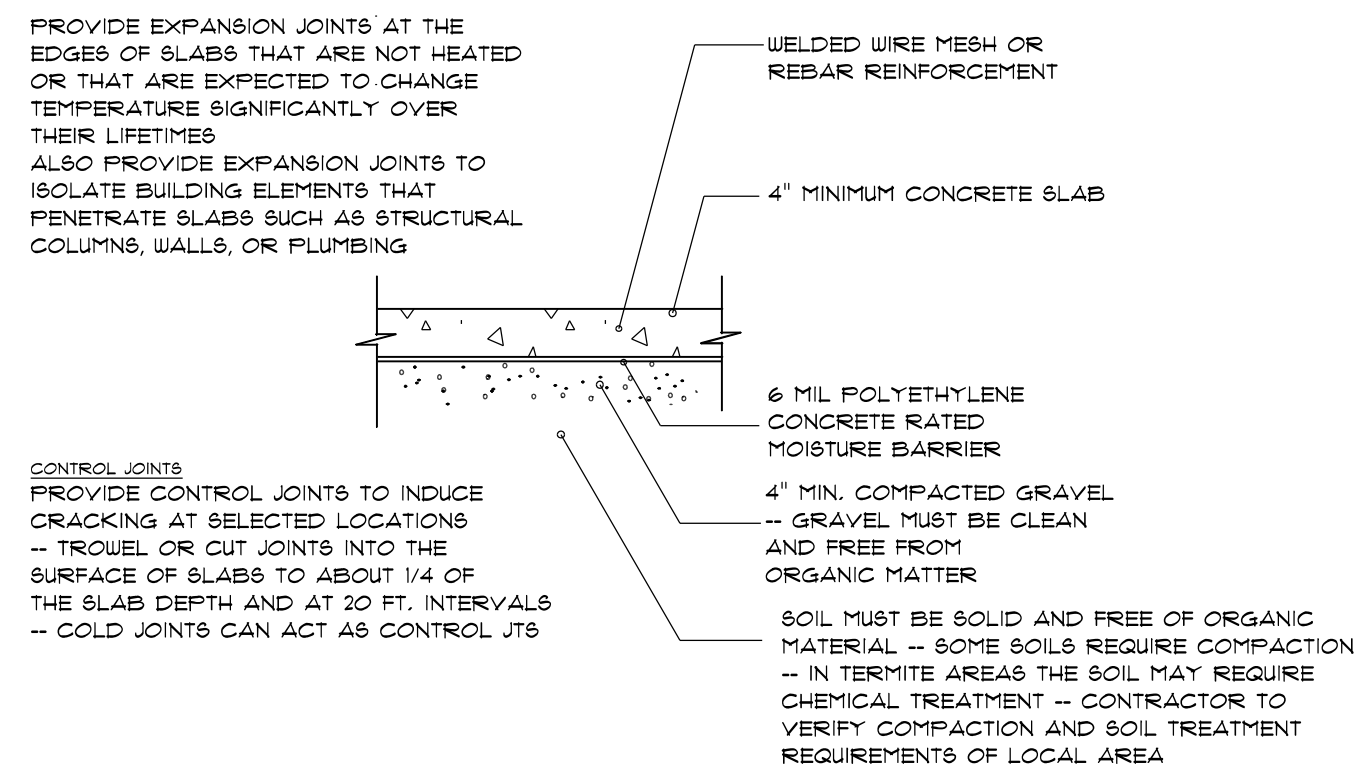 PROVIDE EXPANSION JOINTS AT THE
EDGES OF SLABS THAT ARE NOT HEATED
OR THAT ARE EXPECTED TO CHANGE
TEMPERATURE SIGNIFICANTLY OVER
THEIR LIFETIMES
ALSO PROVIDE EXPANSION JOINTS TO
ISOLATE BUILDING ELEMENTS THAT
PENETRATE SLABS SUCH AS STRUCTURAL
COLUMNS, WALLS, OR PLUMBING
WELDED WIRE MESH OR
REBAR REINFORCEMENT
4" MINIMUM CONCRETE SLAB
6 MIL POLYETHYLENE
CONCRETE RATED
MOISTURE BARRIER
CONTROL JOINTS
PROVIDE CONTROL JOINTS TO INDUCE
CRACKING AT SELECTED LOCATIONS
-- TROWEL OR CUT JOINTS INTO THE
SURFACE OF SLABS TO ABOUT 1/4 OF
THE SLAB DEPTH AND AT 20 FT. INTERVALS
-- COLD JOINTS CAN ACT AS CONTROL JTS
4" MIN. COMPACTED GRAVEL
-- GRAVEL MUST BE CLEAN
AND FREE FROM
ORGANIC MATTER
SOIL MUST BE SOLID AND FREE OF ORGANIC
MATERIAL -- SOME SOILS REQUIRE COMPACTION
-- IN TERMITE AREAS THE SOIL MAY REQUIRE
CHEMICAL TREATMENT -- CONTRACTOR TO
VERIFY COMPACTION AND SOIL TREATMENT
REQUIREMENTS OF LOCAL AREA